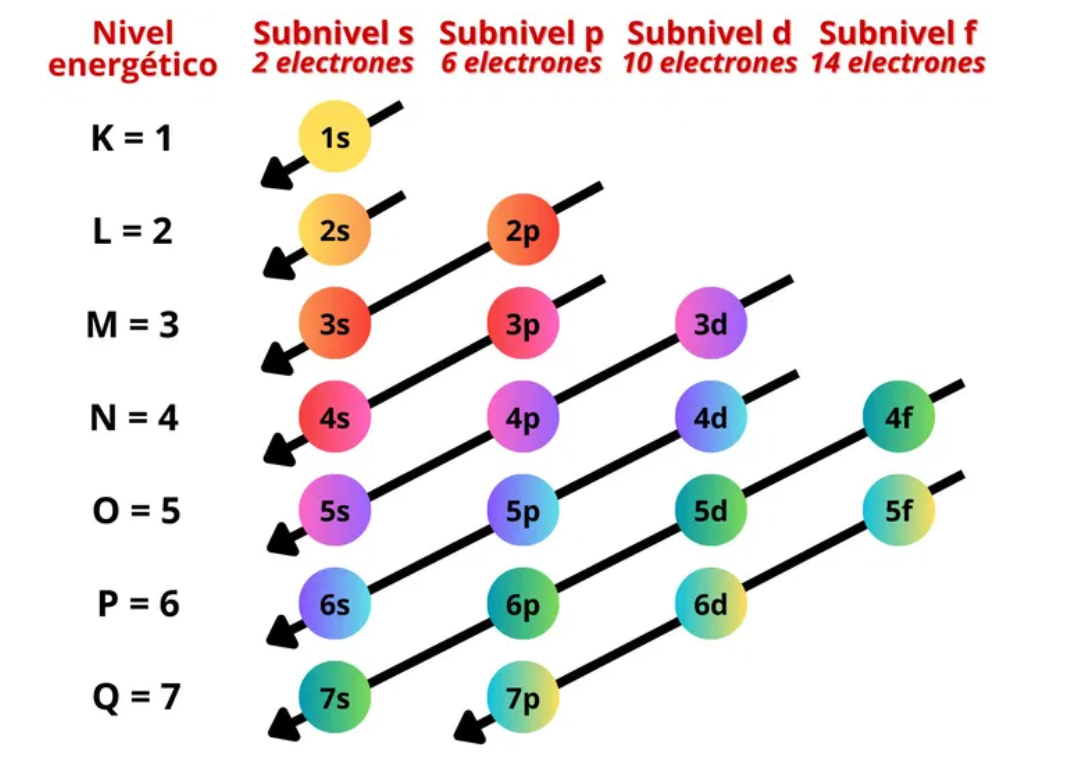 Nivel energético
Subnivel s
2 electrones
Subnivel p
6 electrones
Subnivel d
10 electrones
Subnivel f
14 electrones
K = 1
1s
L = 2
2s
2p
M = 3
3s
3p
3d
N = 4
4s
4p
4d
4f
O = 5
5s
5p
5d
5f
P = 6
6s
6p
6d
Q = 7
7s
7p